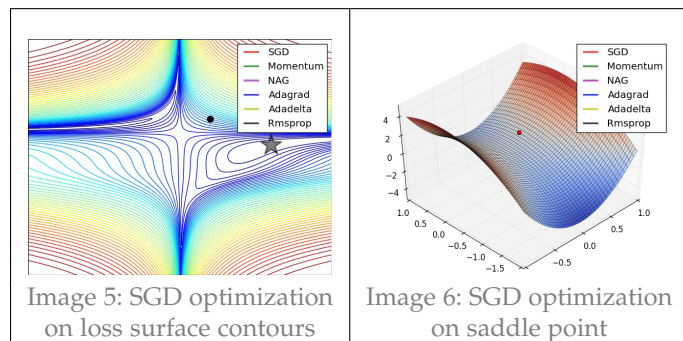 SGD
Momentum
NAG
Adagrad
Adadelta
Rmsprop
Image 5: SGD optimization
on loss surface contours
SGD
Momentum
NAG
Adagrad
Adadelta
Rmsprop
4
2
0
−2
−4
1.0
0.5
0.0
−0.5
−1.0
−1.5
−0.5
0.0
0.5
1.0
Image 6: SGD optimization
on saddle point